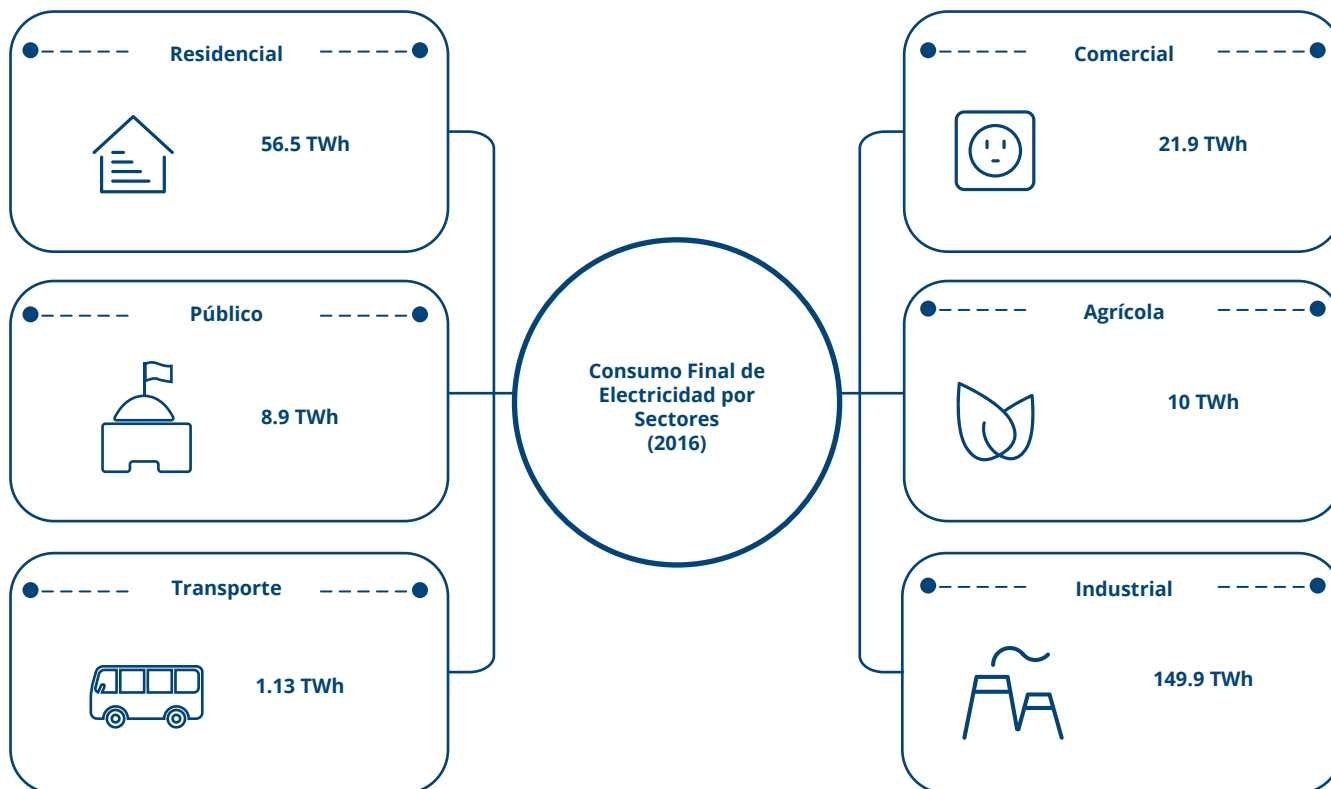 Residencial
56.5 TWh
Público
8.9 TWh
Transporte
1.13 TWh
Consumo Final de
Electricidad por
Sectores
(2016)
Comercial
21.9 TWh
Agrícola
10 TWh
Industrial
149.9 TWh